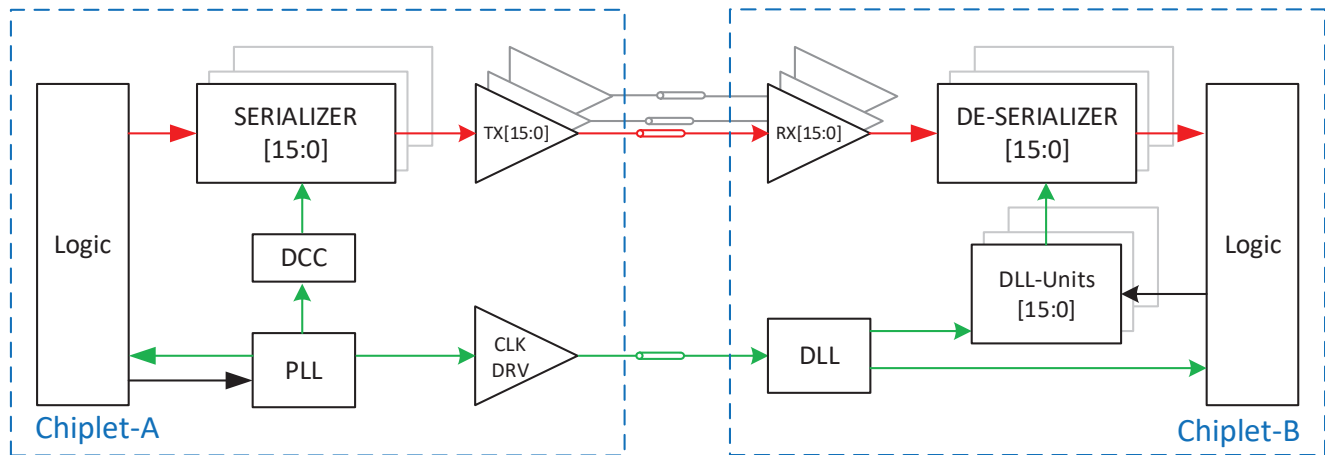 Logic
SERIALIZER
[15:0]
TX[15:0]
DCC
PLL
CLK
DRV
Chiplet-A
RX[15:0]
DE-SERIALIZER
[15:0]
DLL-Units
[15:0]
DLL
Logic
Chiplet-B